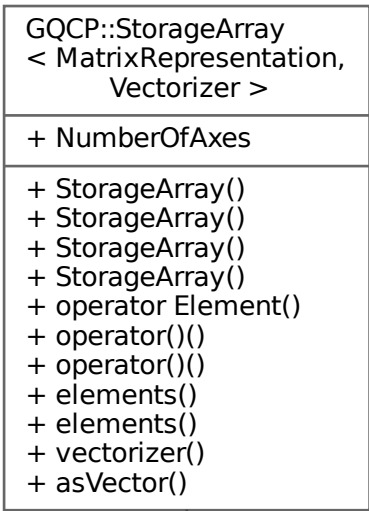 GQCP::StorageArray
< MatrixRepresentation,
Vectorizer >
+ NumberOfAxes
+ StorageArray()
+ StorageArray()
+ StorageArray()
+ StorageArray()
+ operator Element()
+ operator()()
+ operator()()
+ elements()
+ elements()
+ vectorizer()
+ asVector()